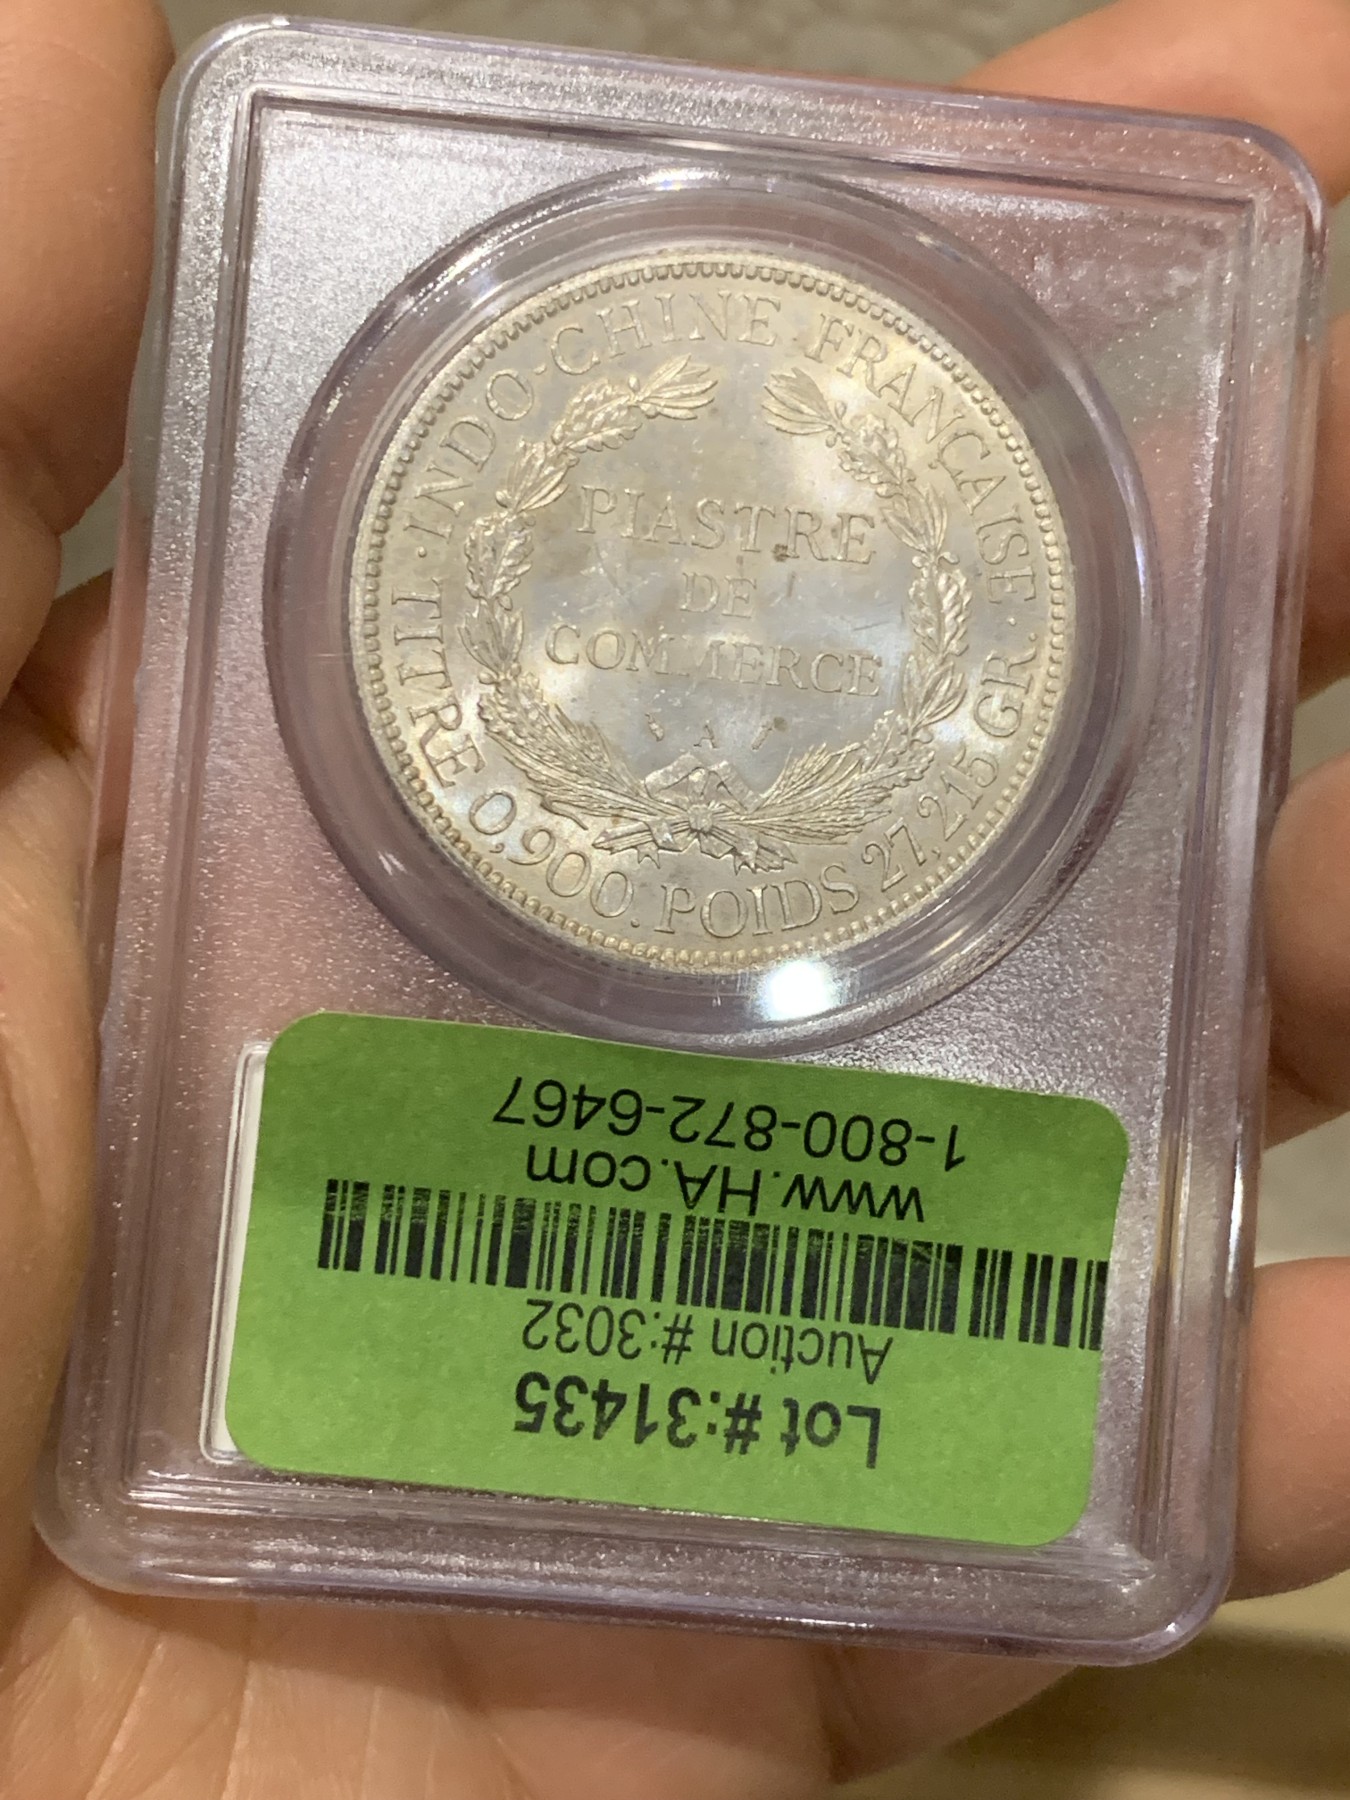 TITRE 0,900. POIDS 27,215 GR. · INDO-CHINE FRANÇAISE ·
PIASTRE
DE
COMMERCE
A
Lot #:31435
Auction #:3032
www.HA.com
1-800-872-6467